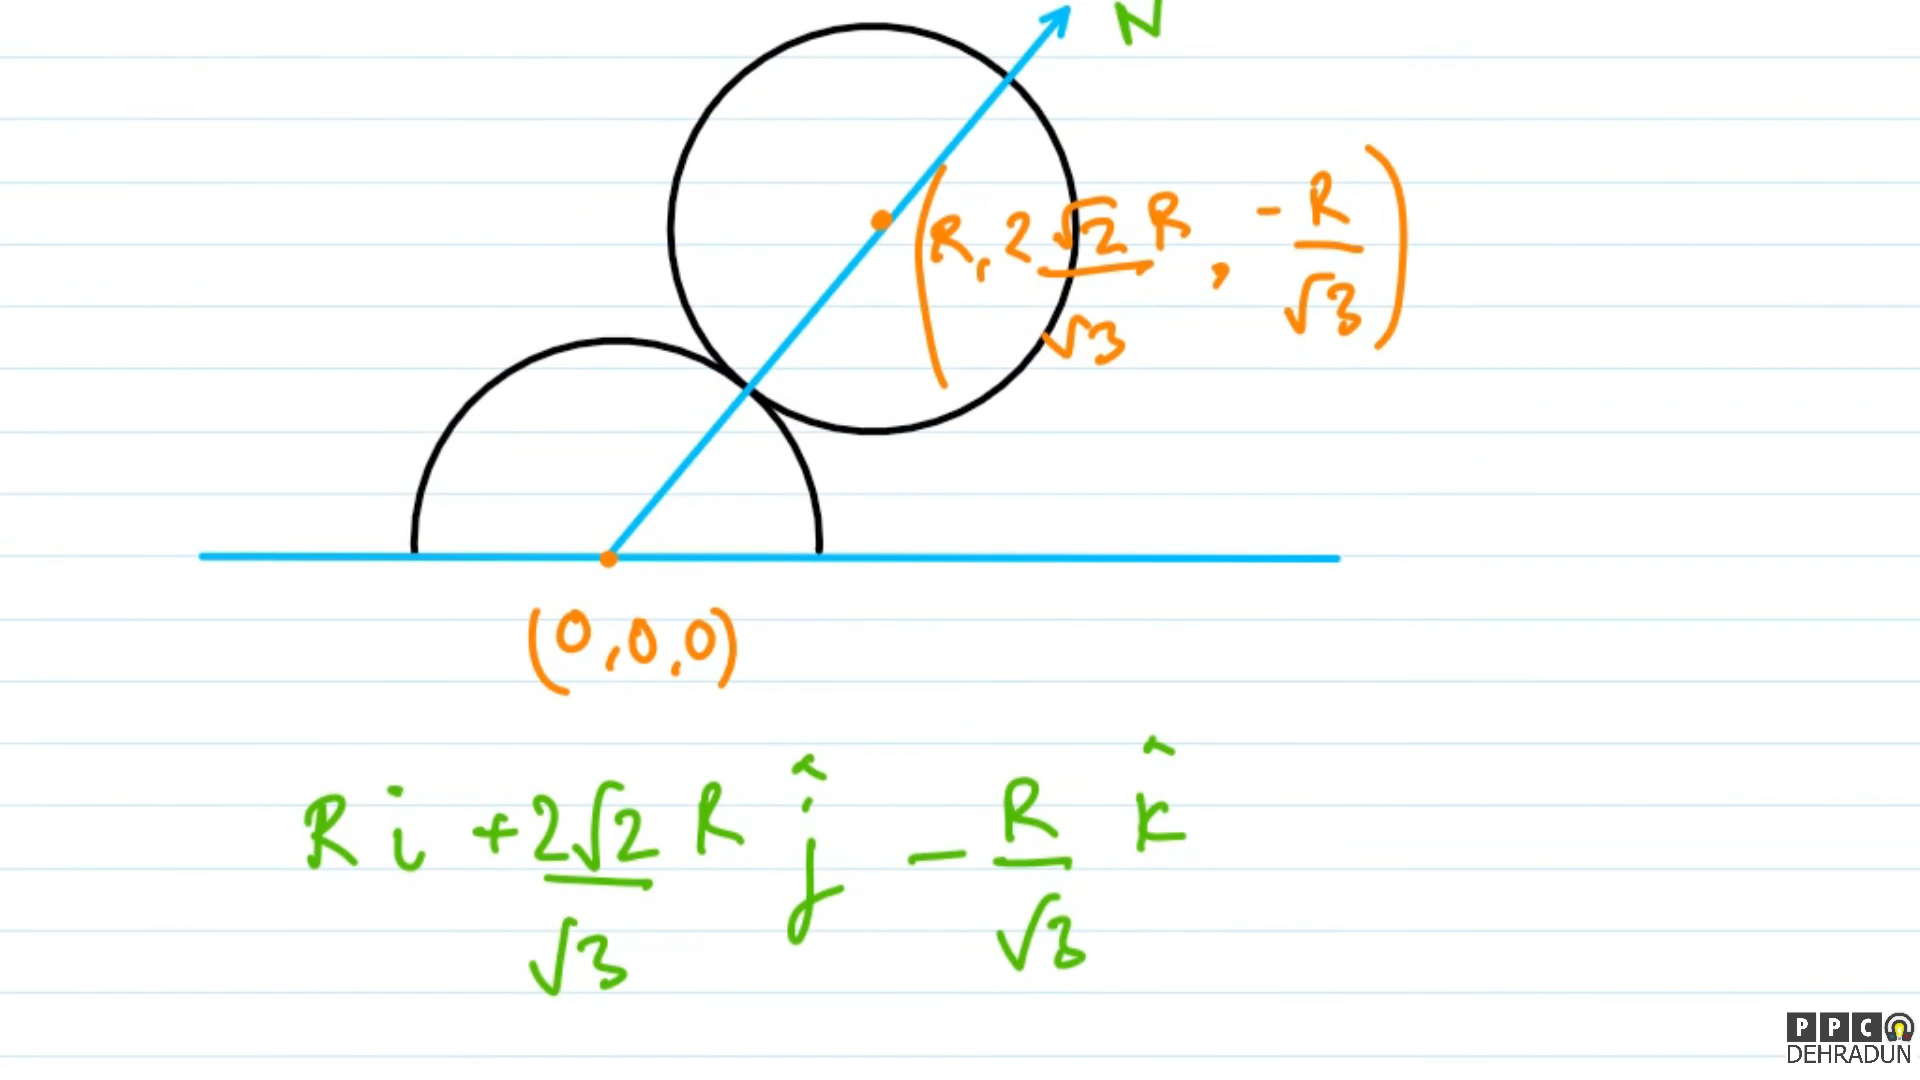 N
(R, 2√2/√3 R, -R/√3)
(0,0,0)
R i + 2√2/√3 R ĵ - R/√3 k̂
PPC
DEHRADUN